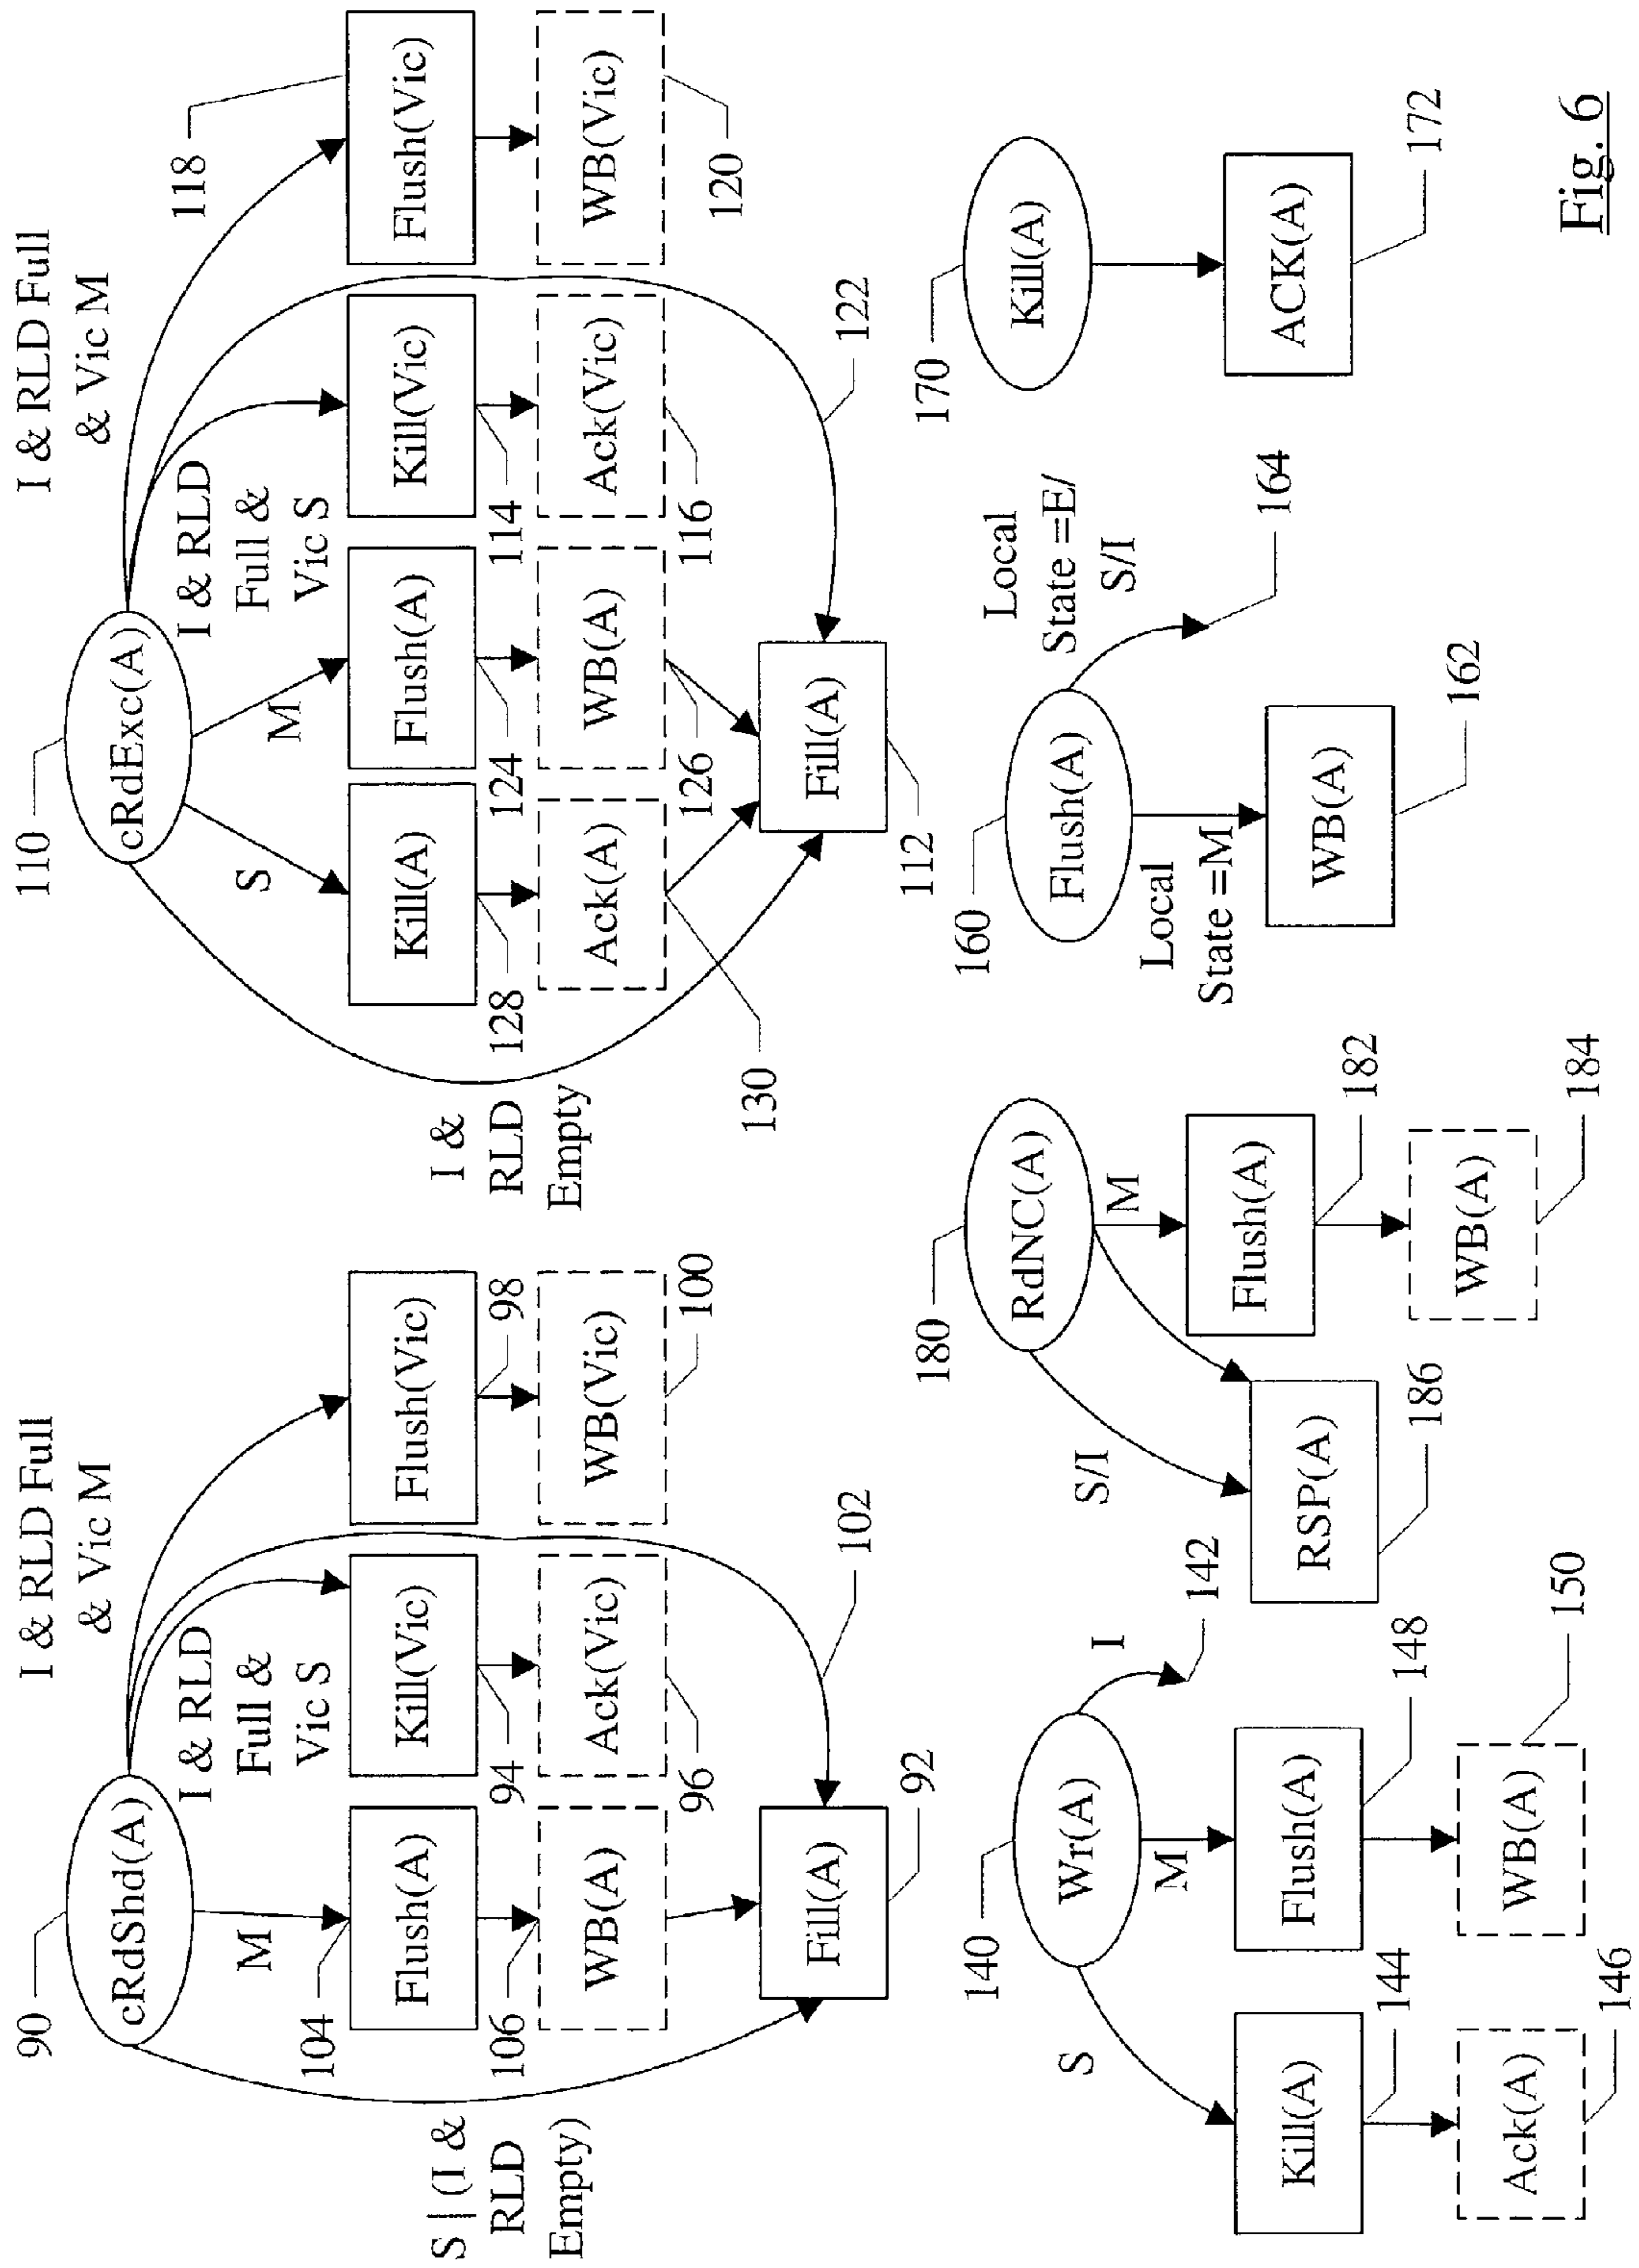 90
cRdShd(A)
I & RLD Full
& Vic M
S | (I &
RLD
Empty)
M
I & RLD
Full &
Vic S
104
Flush(A)
Kill(Vic)
Flush(Vic)
106
94
98
WB(A)
Ack(Vic)
WB(Vic)
96
100
Fill(A)
92
102
110
cRdExc(A)
I & RLD Full
& Vic M
118
I &
RLD
Empty
S
M
I & RLD
Full &
Vic S
Kill(A)
Flush(A)
Kill(Vic)
Flush(Vic)
128
124
114
Ack(A)
WB(A)
Ack(Vic)
WB(Vic)
130
126
116
120
Fill(A)
112
122
140
Wr(A)
I
142
S
M
Kill(A)
Flush(A)
144
148
Ack(A)
WB(A)
146
150
180
RdNC(A)
S/I
M
RSP(A)
Flush(A)
186
182
WB(A)
184
160
Flush(A)
Local
State =E/
S/I
164
Local
State =M
WB(A)
162
170
Kill(A)
ACK(A)
172
Fig. 6